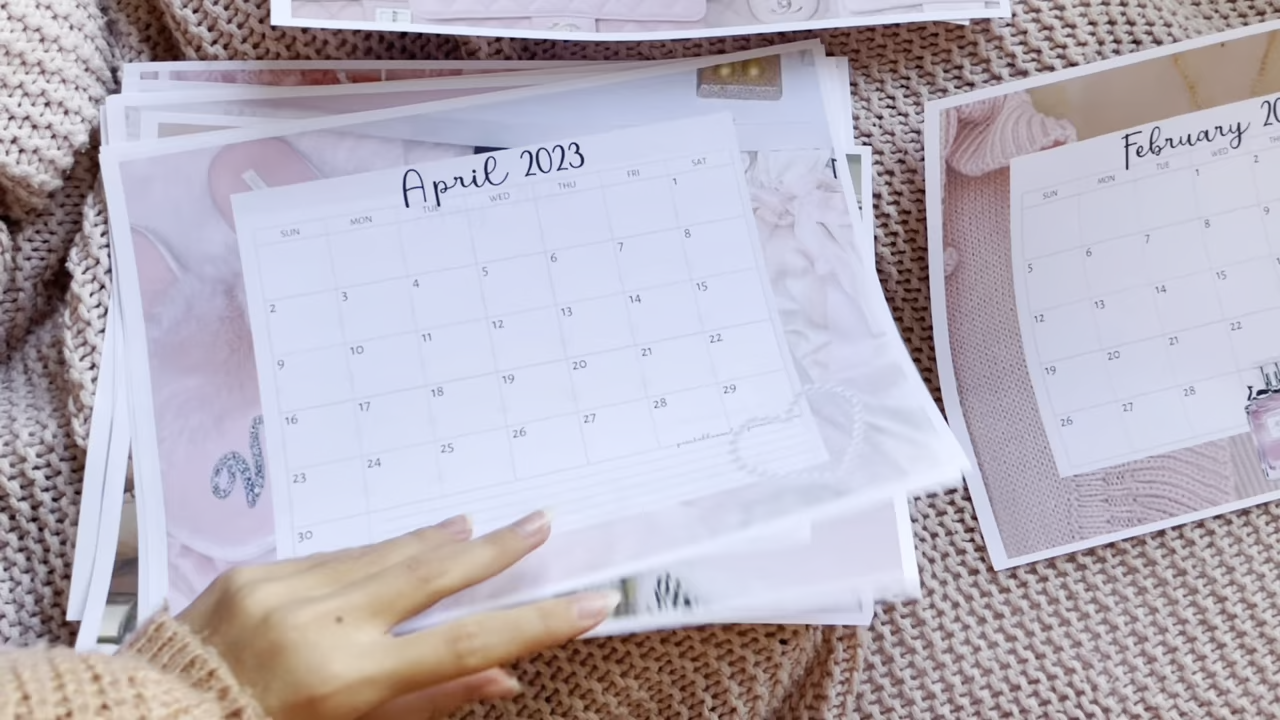 April 2023
SUN MON TUE WED THU FRI SAT
1
2 3 4 5 6 7 8
9 10 11 12 13 14 15
16 17 18 19 20 21 22
23 24 25 26 27 28 29
30
February 20
SUN MON TUE WED
1 2
5 6 7 8 9
12 13 14 15
19 20 21 22
26 27 28